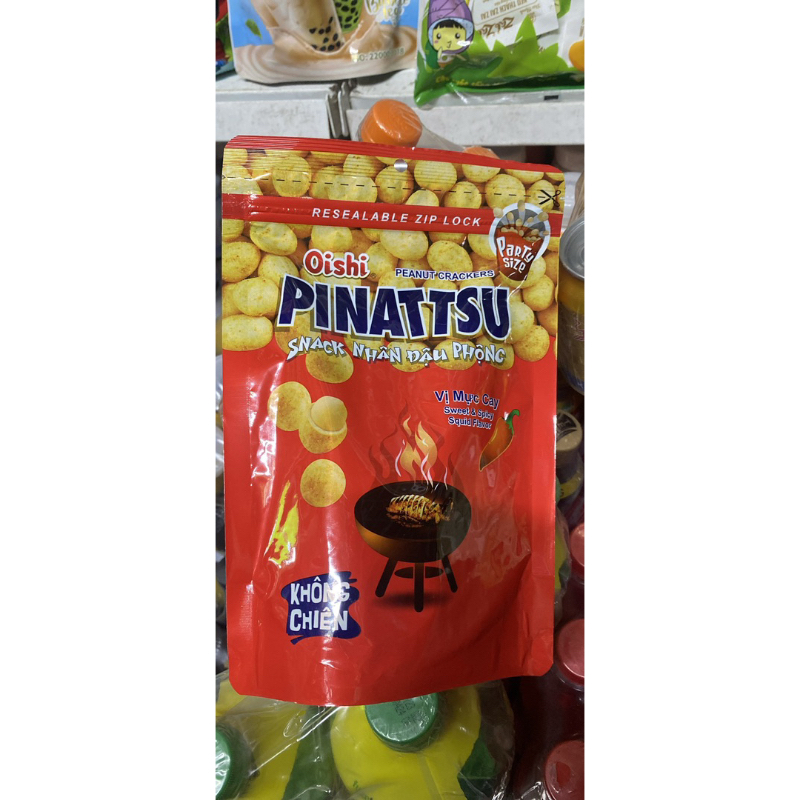 RESEALABLE ZIP LOCK
PARTY
SIZE
Oishi
PEANUT CRACKERS
PINATTSU
SNACK NHÂN ĐẬU PHỘNG
Vị Mực Cay
Sweet & Spicy
Squid Flavor
KHÔNG
CHIÊN